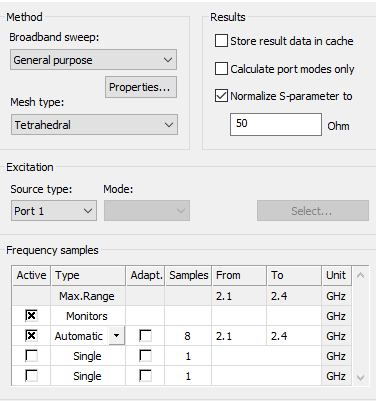 Method
Broadband sweep:
General purpose
Properties...
Mesh type:
Tetrahedral
Results
Store result data in cache
Calculate port modes only
Normalize S-parameter to
50 Ohm
Excitation
Source type: Mode:
Port 1
Select...
Frequency samples
Active Type Adapt. Samples From To Unit
Max.Range 2.1 2.4 GHz
Monitors GHz
Automatic 8 2.1 2.4 GHz
Single 1 GHz
Single 1 GHz